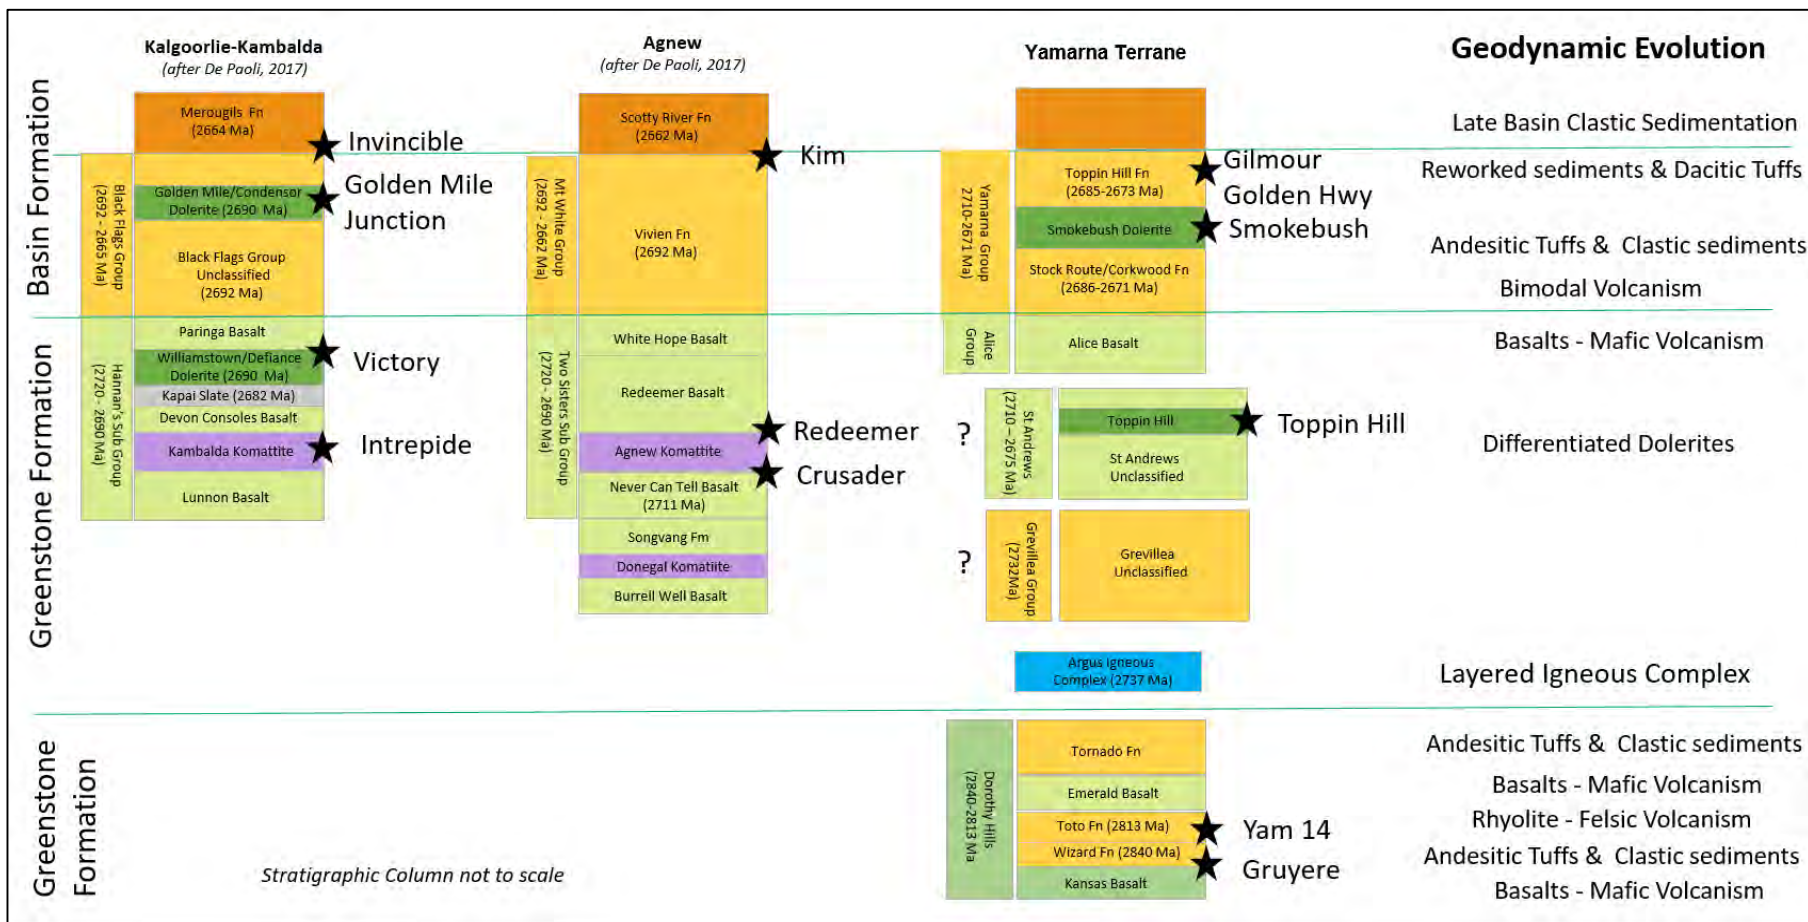 Kalgoorlie-Kambalda
(after De Paoli, 2017)
Agnew
(after De Paoli, 2017)
Yamarna Terrane
Geodynamic Evolution
Basin Formation
Greenstone Formation
Greenstone
Formation
Black Flags Group
(2692 - 2665 Ma)
Hannan's Sub Group
(2720 - 2690 Ma)
Merougils Fn
(2664 Ma)
Golden Mile/Condensor
Dolerite (2690 Ma)
Black Flags Group
Unclassified
(2692 Ma)
Paringa Basalt
Williamstown/Defiance
Dolerite (2690 Ma)
Kapai Slate (2682 Ma)
Devon Consoles Basalt
Kambalda Komattite
Lunnon Basalt
Invincible
Golden Mile
Junction
Victory
Intrepide
Mt White Group
(2692 - 2662 Ma)
Two Sisters Sub Group
(2720 - 2690 Ma)
Scotty River Fn
(2662 Ma)
Vivien Fn
(2692 Ma)
White Hope Basalt
Redeemer Basalt
Agnew Komattite
Never Can Tell Basalt
(2711 Ma)
Songvang Fm
Donegal Komatiite
Burrell Well Basalt
Kim
Redeemer
Crusader
Yamarna Group
2710-2671 Ma)
Alice
Group
?
St Andrews
(2710 – 2675 Ma)
?
Grevillea Group
(2732Ma)
Dorothy Hills
(2840-2813 Ma
Toppin Hill Fn
(2685-2673 Ma)
Smokebush Dolerite
Stock Route/Corkwood Fn
(2686-2671 Ma)
Alice Basalt
Toppin Hill
St Andrews
Unclassified
Grevillea
Unclassified
Argus Igneous
Complex (2737 Ma)
Tornado Fn
Emerald Basalt
Toto Fn (2813 Ma)
Wizard Fn (2840 Ma)
Kansas Basalt
Gilmour
Golden Hwy
Smokebush
Toppin Hill
Yam 14
Gruyere
Late Basin Clastic Sedimentation
Reworked sediments & Dacitic Tuffs
Andesitic Tuffs & Clastic sediments
Bimodal Volcanism
Basalts - Mafic Volcanism
Differentiated Dolerites
Layered Igneous Complex
Andesitic Tuffs & Clastic sediments
Basalts - Mafic Volcanism
Rhyolite - Felsic Volcanism
Andesitic Tuffs & Clastic sediments
Basalts - Mafic Volcanism
Stratigraphic Column not to scale